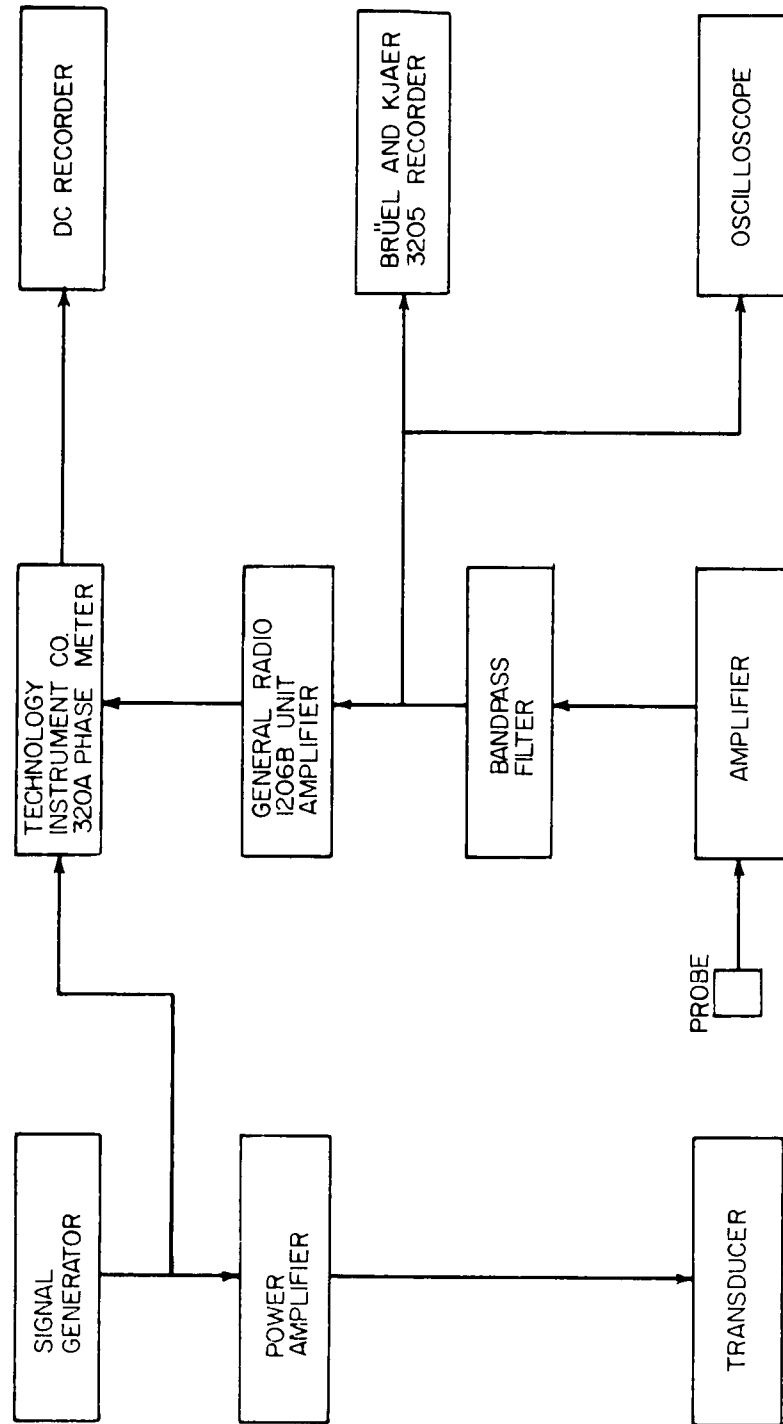 SIGNAL
GENERATOR
POWER
AMPLIFIER
TRANSDUCER
TECHNOLOGY
INSTRUMENT CO.
320A PHASE METER
GENERAL RADIO
1206B UNIT
AMPLIFIER
BANDPASS
FILTER
PROBE
AMPLIFIER
DC RECORDER
BRÜEL AND KJAER
3205 RECORDER
OSCILLOSCOPE